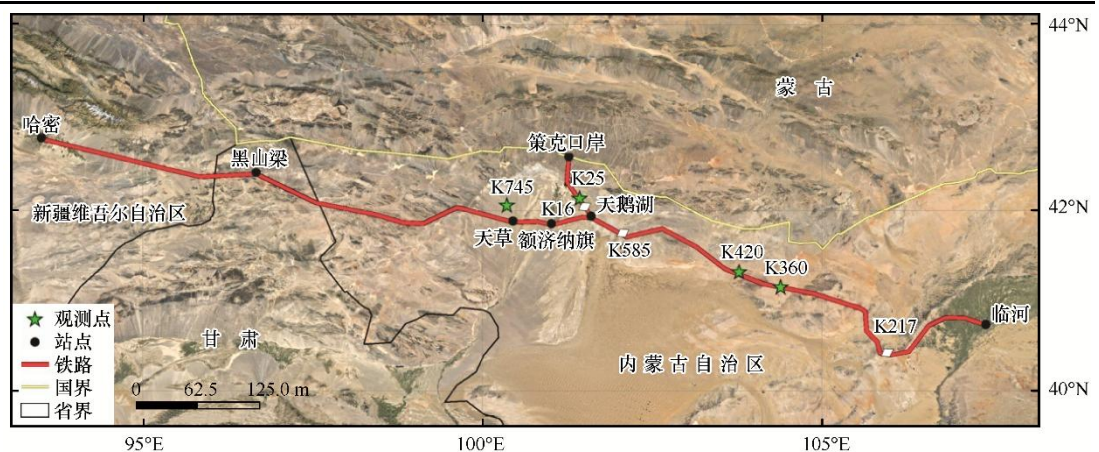 44°N
蒙 古
哈密
策克口岸
黑山梁
K745
K25
新疆维吾尔自治区
K16
天鹅湖
42°N
天草
额济纳旗
K585
K420
K360
观测点
站点
铁路
国界
省界
甘 肃
K217
临河
内蒙古自治区
0 62.5 125.0 m
40°N
95°E
100°E
105°E